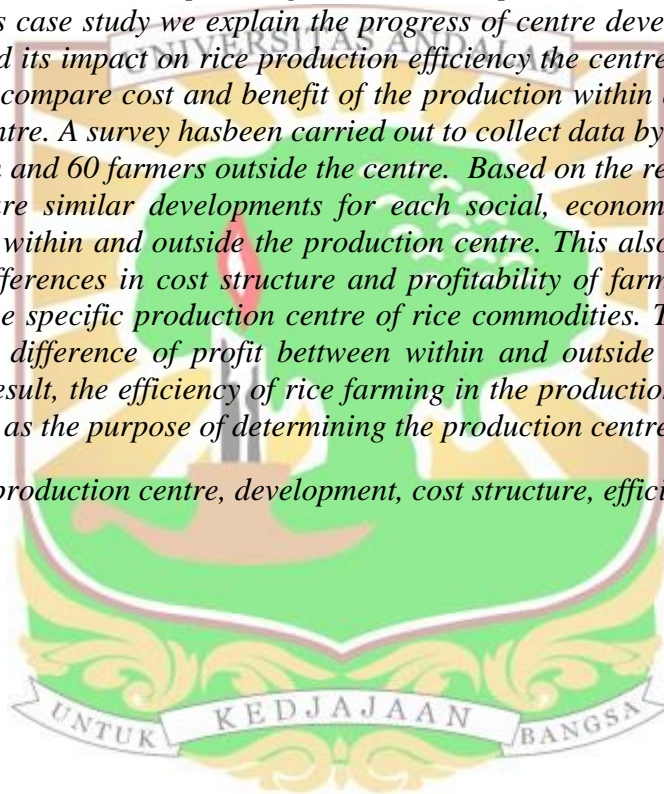 s case study we explain the progress of centre deve
d its impact on rice production efficiency the centre
compare cost and benefit of the production within
ntre. A survey hasbeen carried out to collect data by
n and 60 farmers outside the centre. Based on the re
are similar developments for each social, econom
within and outside the production centre. This also
fferences in cost structure and profitability of farm
e specific production centre of rice commodities. T
difference of profit bettween within and outside
esult, the efficiency of rice farming in the production
as the purpose of determining the production centre
production centre, development, cost structure, effici
UNIVERSITAS ANDALAS
UNTUK KEDJAJAAN BANGSA